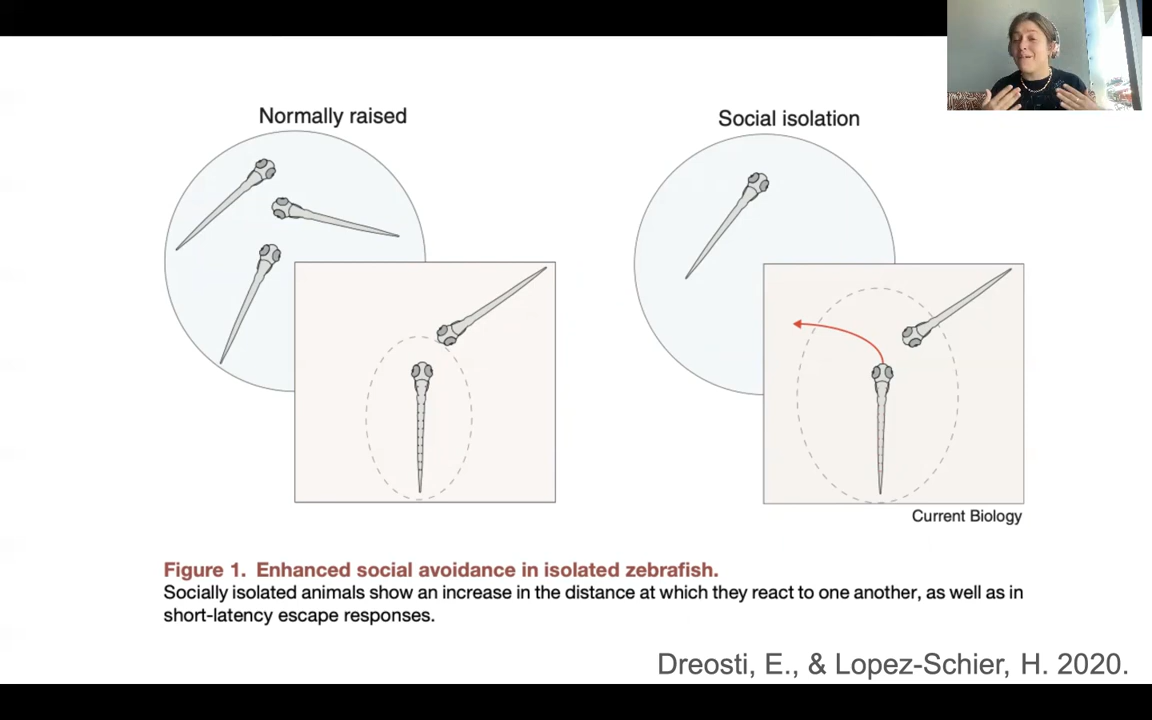 Normally raised
Social isolation
Current Biology
Figure 1. Enhanced social avoidance in isolated zebrafish.
Socially isolated animals show an increase in the distance at which they react to one another, as well as in
short-latency escape responses.
Dreosti, E., & Lopez-Schier, H. 2020.